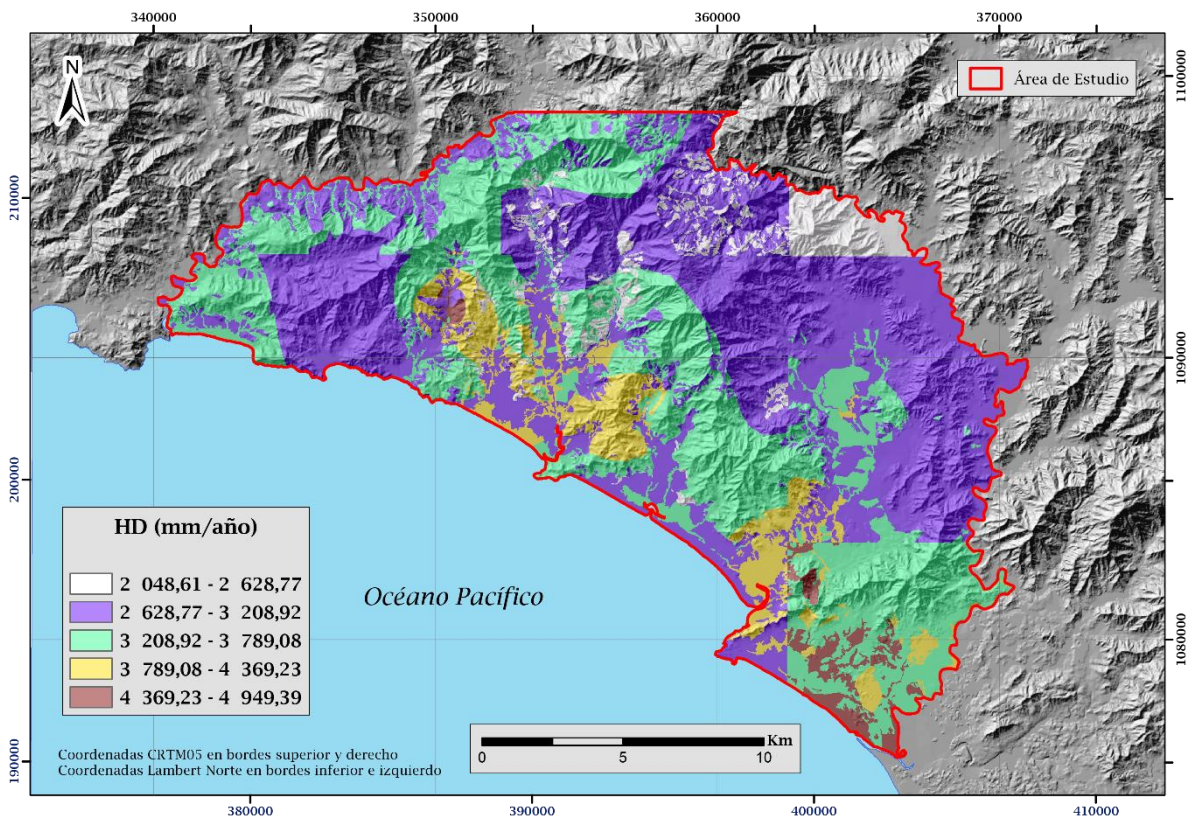 340000 350000 360000 370000
N
Área de Estudio
1100000
210000
1090000
200000
HD (mm/año)
2 048,61 - 2 628,77
2 628,77 - 3 208,92
3 208,92 - 3 789,08
3 789,08 - 4 369,23
4 369,23 - 4 949,39
Océano Pacífico
1080000
Km
0 5 10
Coordenadas CRTM05 en bordes superior y derecho
Coordenadas Lambert Norte en bordes inferior e izquierdo
190000
380000 390000 400000 410000